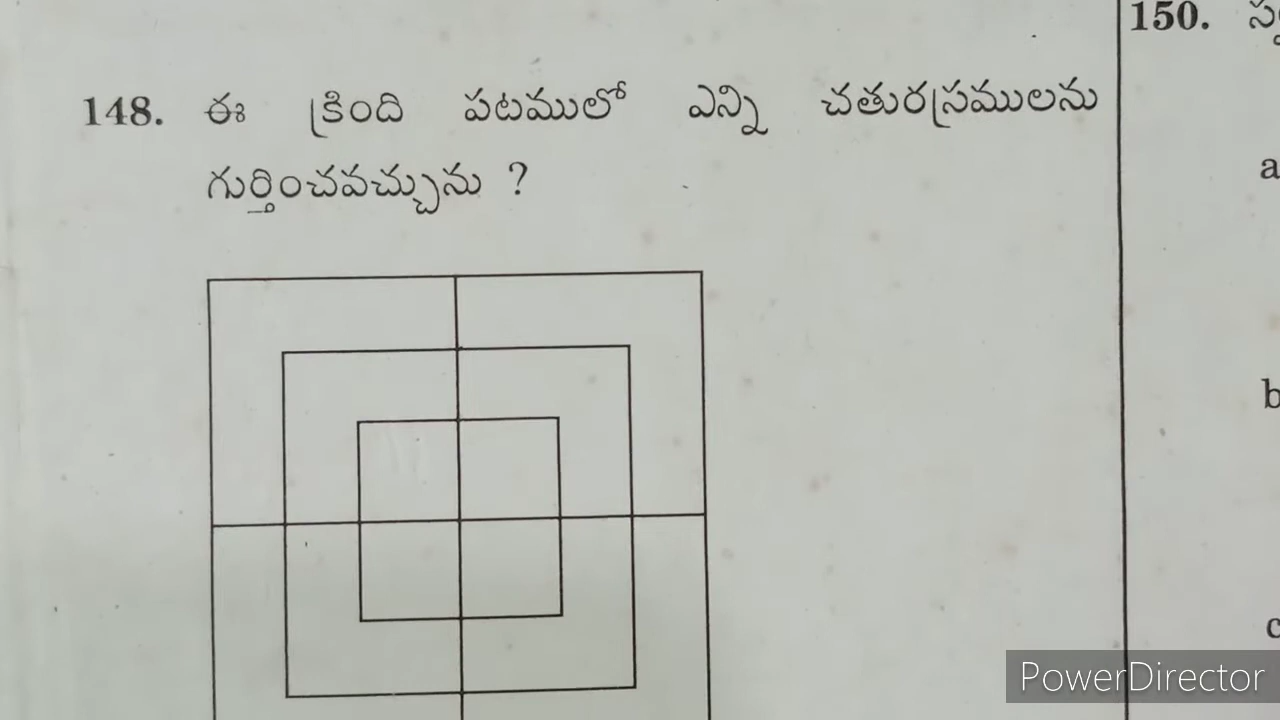 148. ఈ క్రింది పటములో ఎన్ని చతురస్రములను
గుర్తించవచ్చును ?
150.
a
b
c
PowerDirector